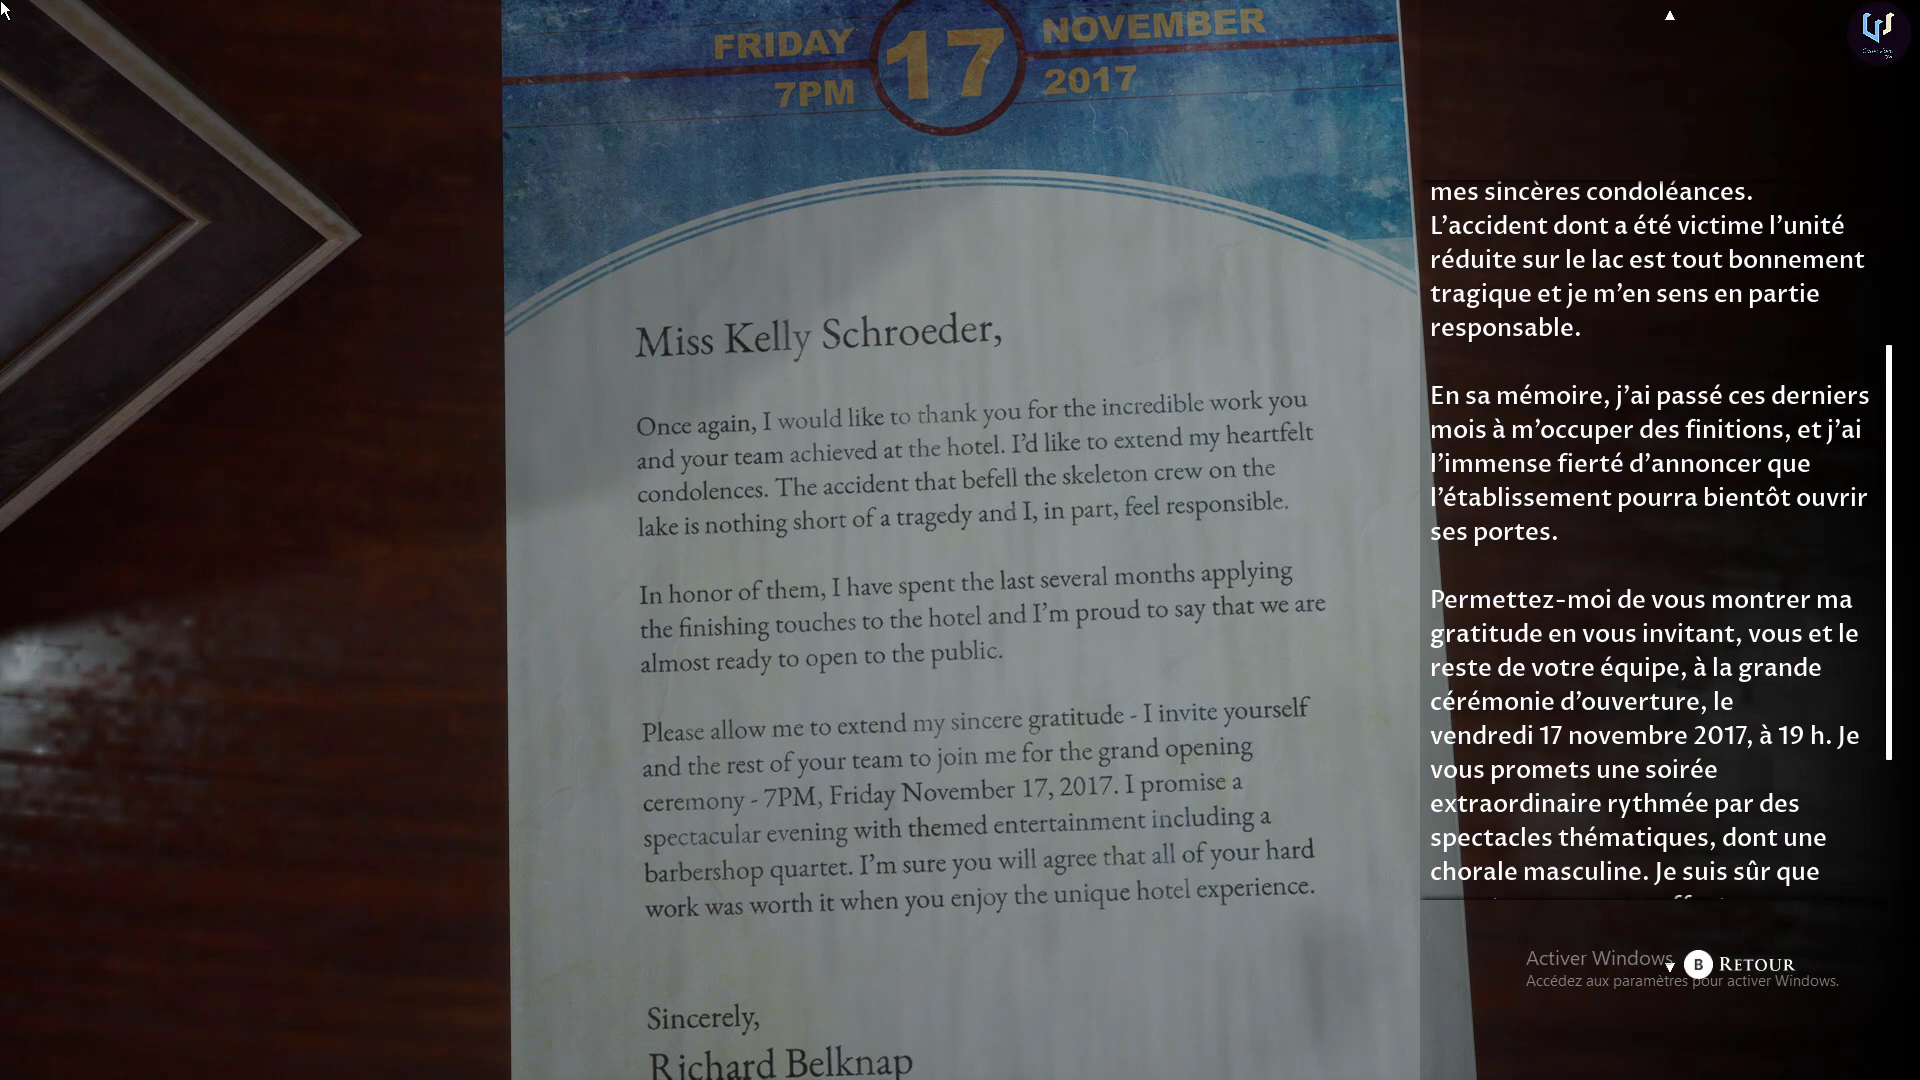 FRIDAY
7PM
17
NOVEMBER
2017
Miss Kelly Schroeder,
Once again, I would like to thank you for the incredible work you
and your team achieved at the hotel. I'd like to extend my heartfelt
condolences. The accident that befell the skeleton crew on the
lake is nothing short of a tragedy and I, in part, feel responsible.
In honor of them, I have spent the last several months applying
the finishing touches to the hotel and I'm proud to say that we are
almost ready to open to the public.
Please allow me to extend my sincere gratitude - I invite yourself
and the rest of your team to join me for the grand opening
ceremony - 7PM, Friday November 17, 2017. I promise a
spectacular evening with themed entertainment including a
barbershop quartet. I'm sure you will agree that all of your hard
work was worth it when you enjoy the unique hotel experience.
Sincerely,
Richard Belknap
mes sincères condoléances.
L'accident dont a été victime l'unité
réduite sur le lac est tout bonnement
tragique et je m'en sens en partie
responsable.
En sa mémoire, j'ai passé ces derniers
mois à m'occuper des finitions, et j'ai
l'immense fierté d'annoncer que
l'établissement pourra bientôt ouvrir
ses portes.
Permettez-moi de vous montrer ma
gratitude en vous invitant, vous et le
reste de votre équipe, à la grande
cérémonie d'ouverture, le
vendredi 17 novembre 2017, à 19 h. Je
vous promets une soirée
extraordinaire rythmée par des
spectacles thématiques, dont une
chorale masculine. Je suis sûr que
Activer Windows
Accédez aux paramètres pour activer Windows.
B RETOUR